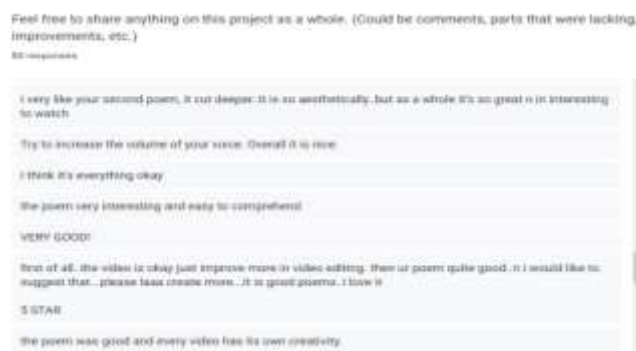 Feel free to share anything on this project as a whole. (Could be comments, parts that were lacking,
improvements, etc.)
responses
I very like your second poem, it cut deeper. It is so aesthetically..but as a whole it's so great n in interesting
to watch
Try to increase the volume of your voice. Overall it is nice
I think it's everything okay
the poem very interesting and easy to comprehend
VERY GOOD!
first of all. the video is okay just improve more in video editing. then ur poem quite good..n i would like to
suggest that.. please laaa create more.. it is good poems..i love it
5 STAR
the poem was good and every video has its own creativity.